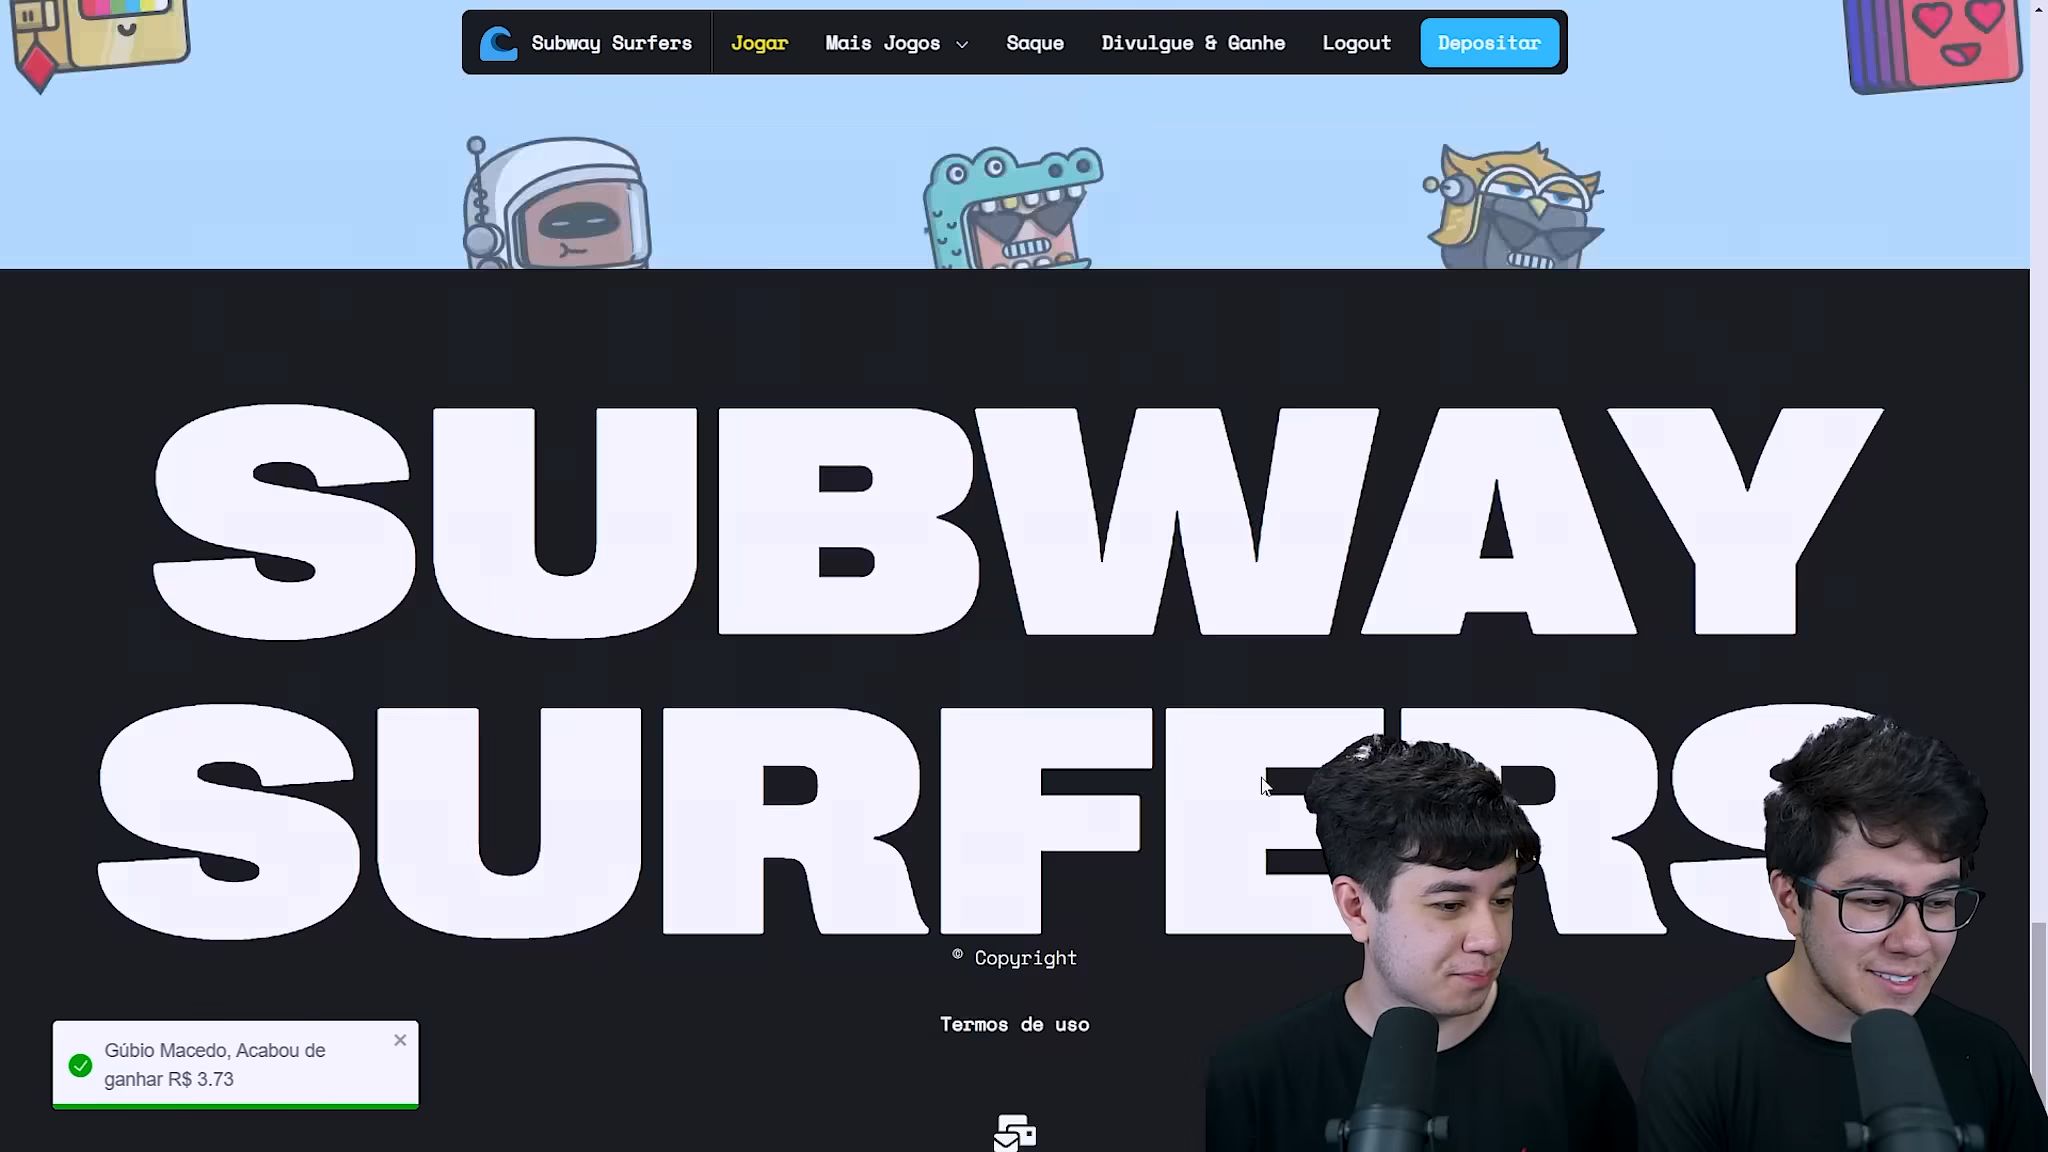 Subway Surfers Jogar Mais Jogos Saque Divulgue & Ganhe Logout Depositar
SUBWAY
SURFERS
© Copyright
Termos de uso
Gúbio Macedo, Acabou de
ganhar R$ 3.73